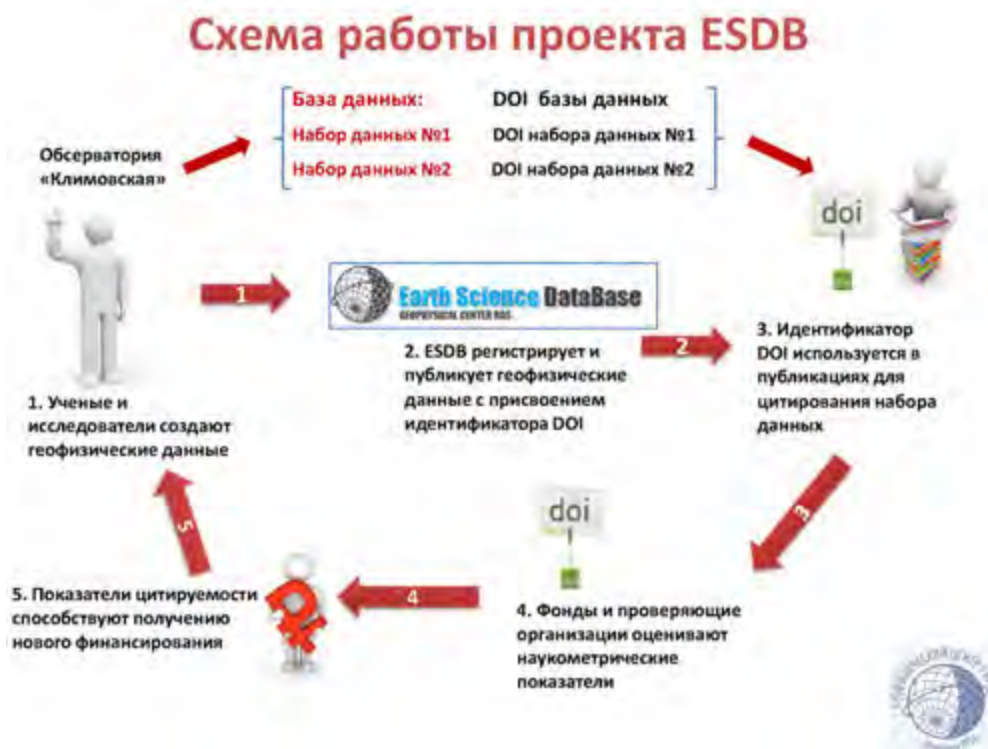 Схема работы проекта ESDB
База данных: DOI базы данных
Набор данных №1 DOI набора данных №1
Набор данных №2 DOI набора данных №2
Обсерватория
«Климовская»
doi
1
Earth Science DataBase
GEOPHYSICAL CENTER RAS
2. ESDB регистрирует и
публикует геофизические
данные с присвоением
идентификатора DOI
2
3. Идентификатор
DOI используется в
публикациях для
цитирования набора
данных
1. Ученые и
исследователи создают
геофизические данные
3
doi
4. Фонды и проверяющие
организации оценивают
наукометрические
показатели
4
5. Показатели цитируемости
способствуют получению
нового финансирования
5